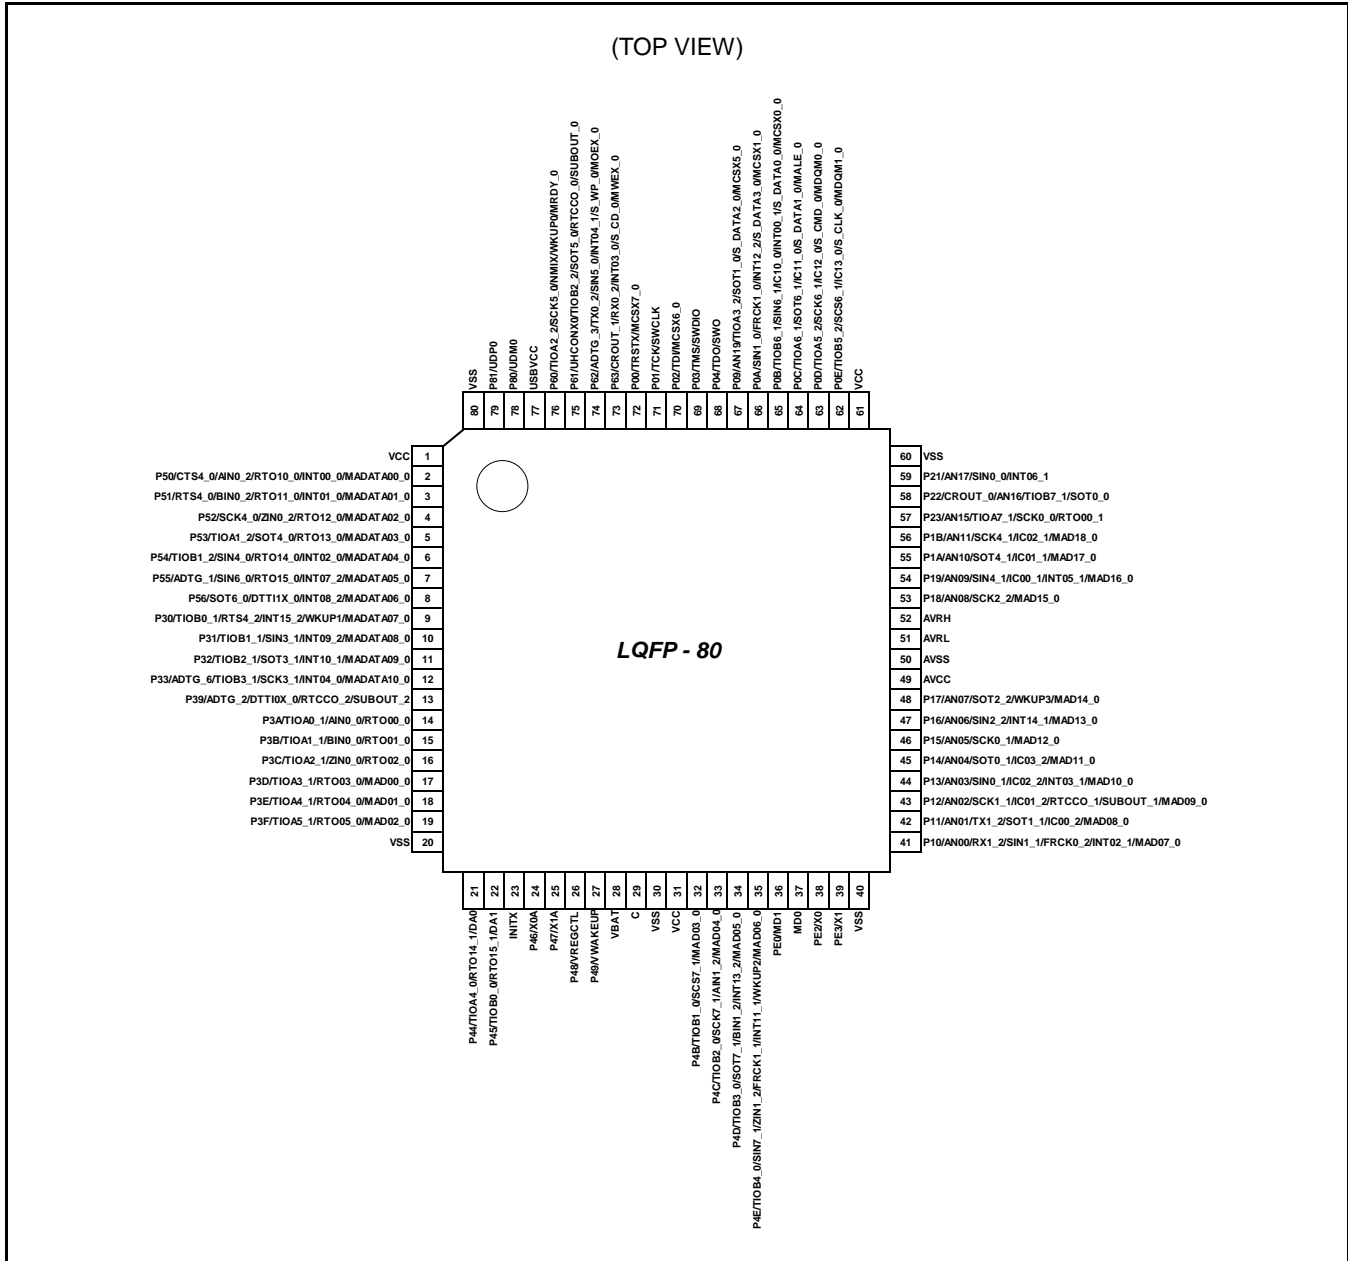 (TOP VIEW)
VSS
P81/UDP0
P80/UDM0
USBVCC
P60/TIOA2_2/SCK5_0/NMIX/WKUP0/MRDY_0
P61/UHCONX0/TIOB2_2/SOT5_0/RTCCO_0/SUBOUT_0
P62/ADTG_3/TX0_2/SIN5_0/INT04_1/S_WP_0/MOEX_0
P63/CROUT_1/RX0_2/INT03_0/S_CD_0/MWEX_0
P00/TRSTX/MCSX7_0
P01/TCK/SWCLK
P02/TDI/MCSX6_0
P03/TMS/SWDIO
P04/TDO/SWO
P09/AN19/TIOA3_2/SOT1_0/S_DATA2_0/MCSX5_0
P0A/SIN1_0/FRCK1_0/INT12_2/S_DATA3_0/MCSX1_0
P0B/TIOB6_1/SIN6_1/IC10_0/INT00_1/S_DATA0_0/MCSX0_0
P0C/TIOA6_1/SOT6_1/IC11_0/S_DATA1_0/MALE_0
P0D/TIOA5_2/SCK6_1/IC12_0/S_CMD_0/MDQM0_0
P0E/TIOB5_2/SCS6_1/IC13_0/S_CLK_0/MDQM1_0
VCC
80 79 78 77 76 75 74 73 72 71 70 69 68 67 66 65 64 63 62 61
VCC 1
P50/CTS4_0/AIN0_2/RTO10_0/INT00_0/MADATA00_0 2
P51/RTS4_0/BIN0_2/RTO11_0/INT01_0/MADATA01_0 3
P52/SCK4_0/ZIN0_2/RTO12_0/MADATA02_0 4
P53/TIOA1_2/SOT4_0/RTO13_0/MADATA03_0 5
P54/TIOB1_2/SIN4_0/RTO14_0/INT02_0/MADATA04_0 6
P55/ADTG_1/SIN6_0/RTO15_0/INT07_2/MADATA05_0 7
P56/SOT6_0/DTTI1X_0/INT08_2/MADATA06_0 8
P30/TIOB0_1/RTS4_2/INT15_2/WKUP1/MADATA07_0 9
P31/TIOB1_1/SIN3_1/INT09_2/MADATA08_0 10
P32/TIOB2_1/SOT3_1/INT10_1/MADATA09_0 11
P33/ADTG_6/TIOB3_1/SCK3_1/INT04_0/MADATA10_0 12
P39/ADTG_2/DTTI0X_0/RTCCO_2/SUBOUT_2 13
P3A/TIOA0_1/AIN0_0/RTO00_0 14
P3B/TIOA1_1/BIN0_0/RTO01_0 15
P3C/TIOA2_1/ZIN0_0/RTO02_0 16
P3D/TIOA3_1/RTO03_0/MAD00_0 17
P3E/TIOA4_1/RTO04_0/MAD01_0 18
P3F/TIOA5_1/RTO05_0/MAD02_0 19
VSS 20
LQFP - 80
60 VSS
59 P21/AN17/SIN0_0/INT06_1
58 P22/CROUT_0/AN16/TIOB7_1/SOT0_0
57 P23/AN15/TIOA7_1/SCK0_0/RTO00_1
56 P1B/AN11/SCK4_1/IC02_1/MAD18_0
55 P1A/AN10/SOT4_1/IC01_1/MAD17_0
54 P19/AN09/SIN4_1/IC00_1/INT05_1/MAD16_0
53 P18/AN08/SCK2_2/MAD15_0
52 AVRH
51 AVRL
50 AVSS
49 AVCC
48 P17/AN07/SOT2_2/WKUP3/MAD14_0
47 P16/AN06/SIN2_2/INT14_1/MAD13_0
46 P15/AN05/SCK0_1/MAD12_0
45 P14/AN04/SOT0_1/IC03_2/MAD11_0
44 P13/AN03/SIN0_1/IC02_2/INT03_1/MAD10_0
43 P12/AN02/SCK1_1/IC01_2/RTCCO_1/SUBOUT_1/MAD09_0
42 P11/AN01/TX1_2/SOT1_1/IC00_2/MAD08_0
41 P10/AN00/RX1_2/SIN1_1/FRCK0_2/INT02_1/MAD07_0
21 22 23 24 25 26 27 28 29 30 31 32 33 34 35 36 37 38 39 40
P44/TIOA4_0/RTO14_1/DA0
P45/TIOB0_0/RTO15_1/DA1
INITX
P46/X0A
P47/X1A
P48/VREGCTL
P49/VWAKEUP
VBAT
C
VSS
VCC
P4B/TIOB1_0/SCS7_1/MAD03_0
P4C/TIOB2_0/SCK7_1/AIN1_2/MAD04_0
P4D/TIOB3_0/SOT7_1/BIN1_2/INT13_2/MAD05_0
P4E/TIOB4_0/SIN7_1/ZIN1_2/FRCK1_1/INT11_1/WKUP2/MAD06_0
PE0/MD1
MD0
PE2/X0
PE3/X1
VSS